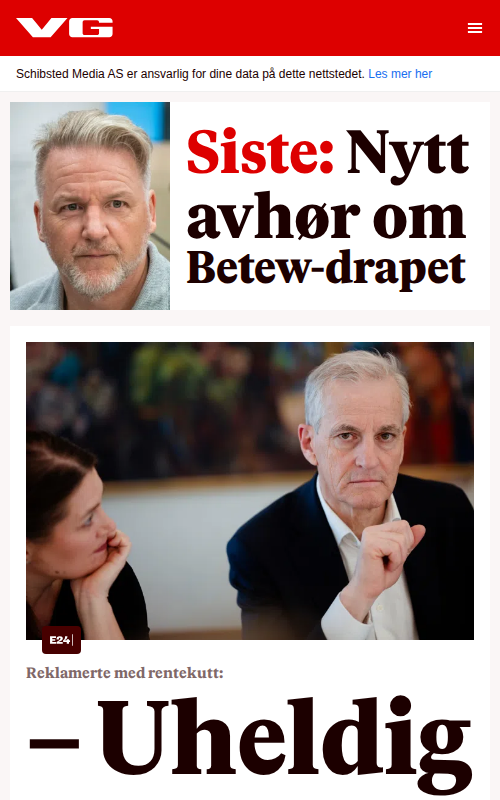 VG
Schibsted Media AS er ansvarlig for dine data på dette nettstedet. Les mer her
Siste: Nytt
avhør om
Betew-drapet
E24
Reklamerte med rentekutt:
– Uheldig